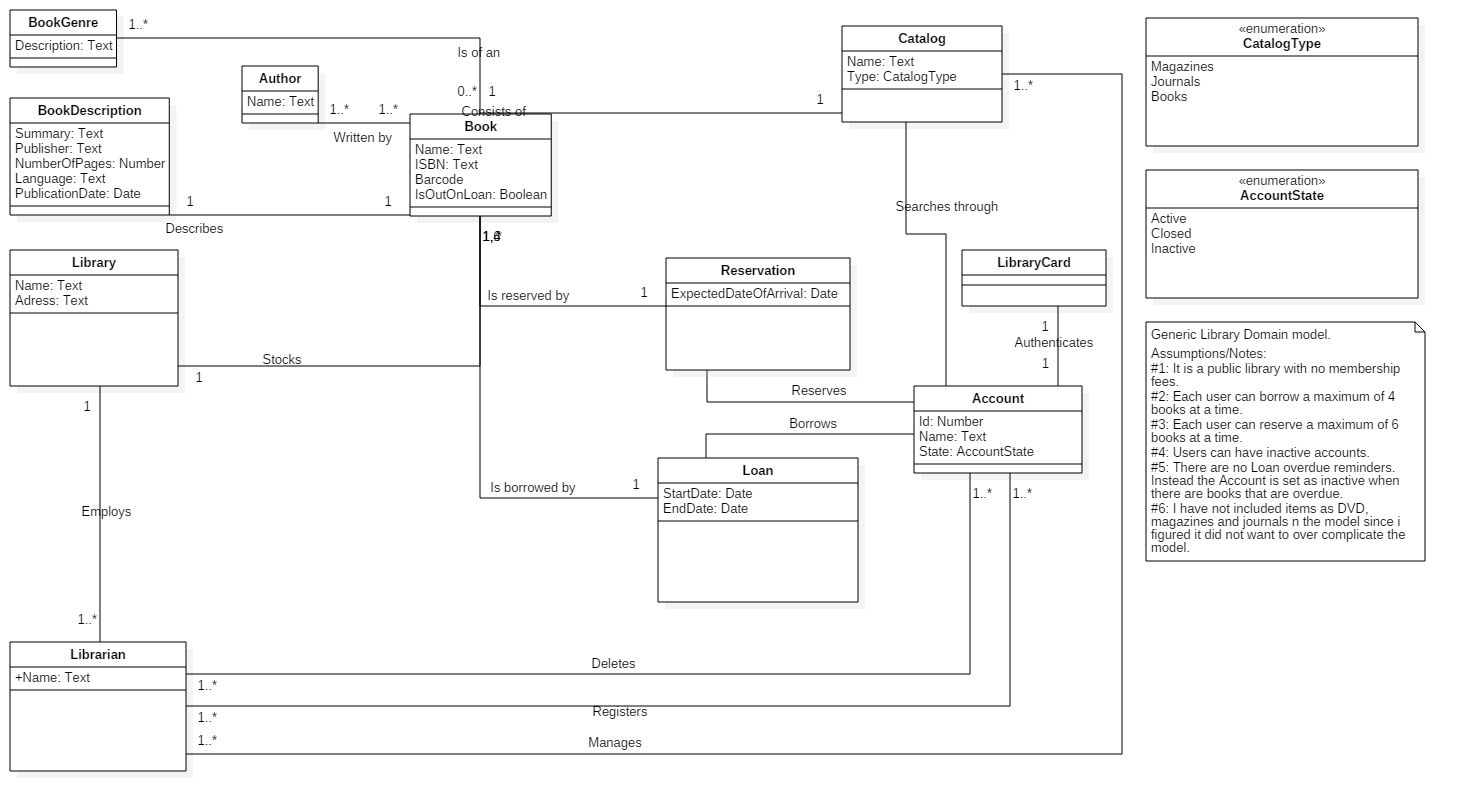 BookGenre
Description: Text
1..*
Is of an
0..*
1
Consists of
1
Catalog
Name: Text
Type: CatalogType
1..*
«enumeration»
CatalogType
Magazines
Journals
Books
Author
Name: Text
1..*
1..*
Written by
BookDescription
Summary: Text
Publisher: Text
NumberOfPages: Number
Language: Text
PublicationDate: Date
1
1
Describes
Book
Name: Text
ISBN: Text
Barcode
IsOutOnLoan: Boolean
«enumeration»
AccountState
Active
Closed
Inactive
Searches through
Library
Name: Text
Adress: Text
Reservation
ExpectedDateOfArrival: Date
Is reserved by
1
LibraryCard
1
Authenticates
1
Stocks
1
1
Reserves
Borrows
Account
Id: Number
Name: Text
State: AccountState
1..*
1..*
Generic Library Domain model.
Assumptions/Notes:
#1: It is a public library with no membership
fees.
#2: Each user can borrow a maximum of 4
books at a time.
#3: Each user can reserve a maximum of 6
books at a time.
#4: Users can have inactive accounts.
#5: There are no Loan overdue reminders.
Instead the Account is set as inactive when
there are books that are overdue.
#6: I have not included items as DVD,
magazines and journals n the model since i
figured it did not want to over complicate the
model.
Loan
StartDate: Date
EndDate: Date
Is borrowed by
1
Employs
1..*
Librarian
+Name: Text
Deletes
1..*
Registers
1..*
Manages
1..*